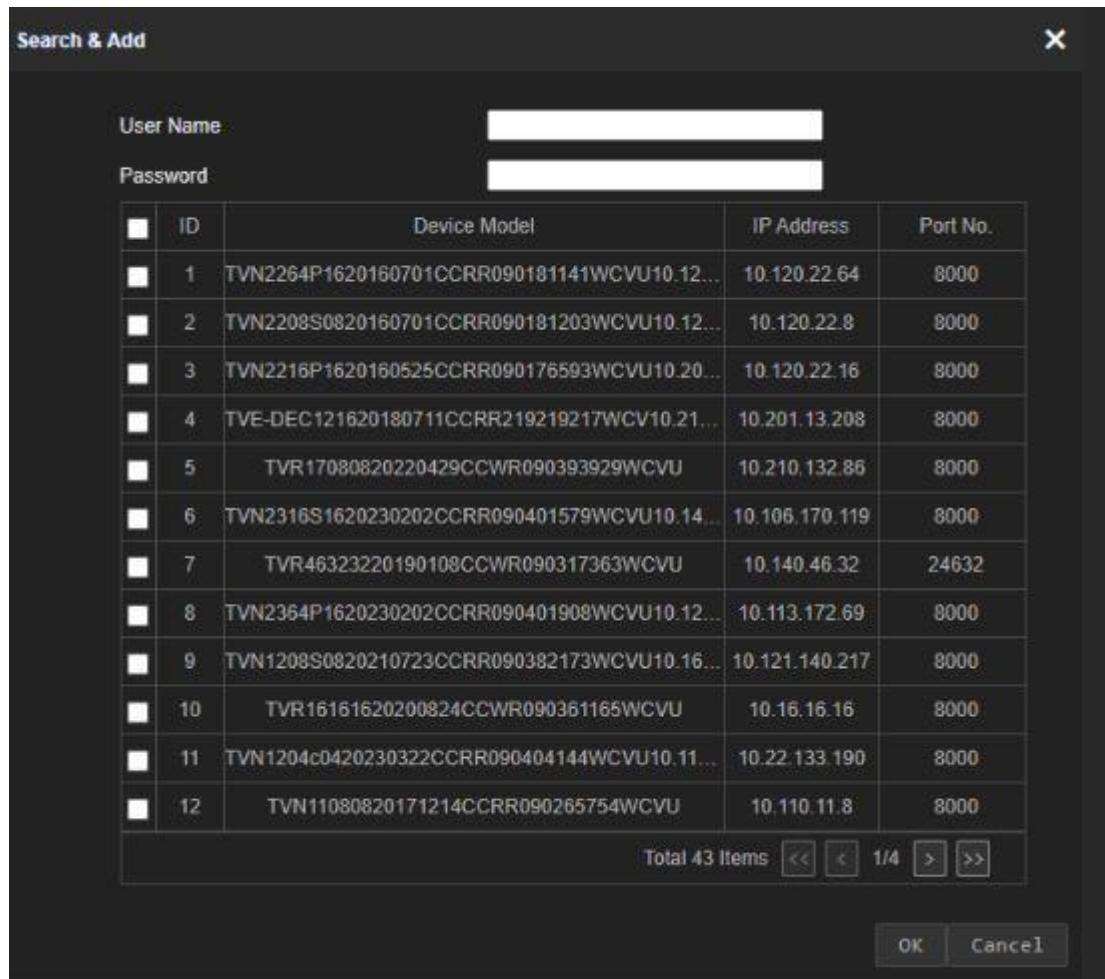 Search & Add
User Name
Password
ID Device Model IP Address Port No.
1 TVN2264P1620160701CCRR090181141WCVU10.12... 10.120.22.64 8000
2 TVN2208S0820160701CCRR090181203WCVU10.12... 10.120.22.8 8000
3 TVN2216P1620160525CCRR090176593WCVU10.20... 10.120.22.16 8000
4 TVE-DEC121620180711CCRR219219217WCV10.21... 10.201.13.208 8000
5 TVR17080820220429CCWR090393929WCVU 10.210.132.86 8000
6 TVN2316S1620230202CCRR090401579WCVU10.14... 10.106.170.119 8000
7 TVR46323220190108CCWR090317363WCVU 10.140.46.32 24632
8 TVN2364P1620230202CCRR090401908WCVU10.12... 10.113.172.69 8000
9 TVN1208S0820210723CCRR090382173WCVU10.16... 10.121.140.217 8000
10 TVR16161620200824CCWR090361165WCVU 10.16.16.16 8000
11 TVN1204c0420230322CCRR090404144WCVU10.11... 10.22.133.190 8000
12 TVN11080820171214CCRR090265754WCVU 10.110.11.8 8000
Total 43 Items << < 1/4 > >>
OK Cancel